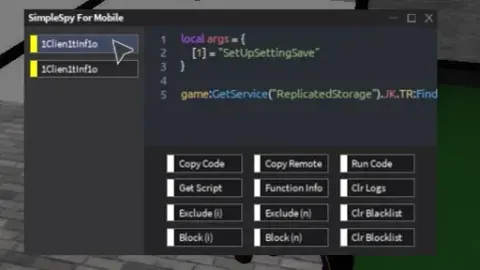 SimpleSpy For Mobile
1Clien1tInf1o
1Clien1tInf1o
1 local args = {
2 [1] = "SetUpSettingSave"
3 }
4
5 game:GetService("ReplicatedStorage").JK.TR:Find
Copy Code Copy Remote Run Code
Get Script Function Info Clr Logs
Exclude (i) Exclude (n) Clr Blacklist
Block (i) Block (n) Clr Blocklist